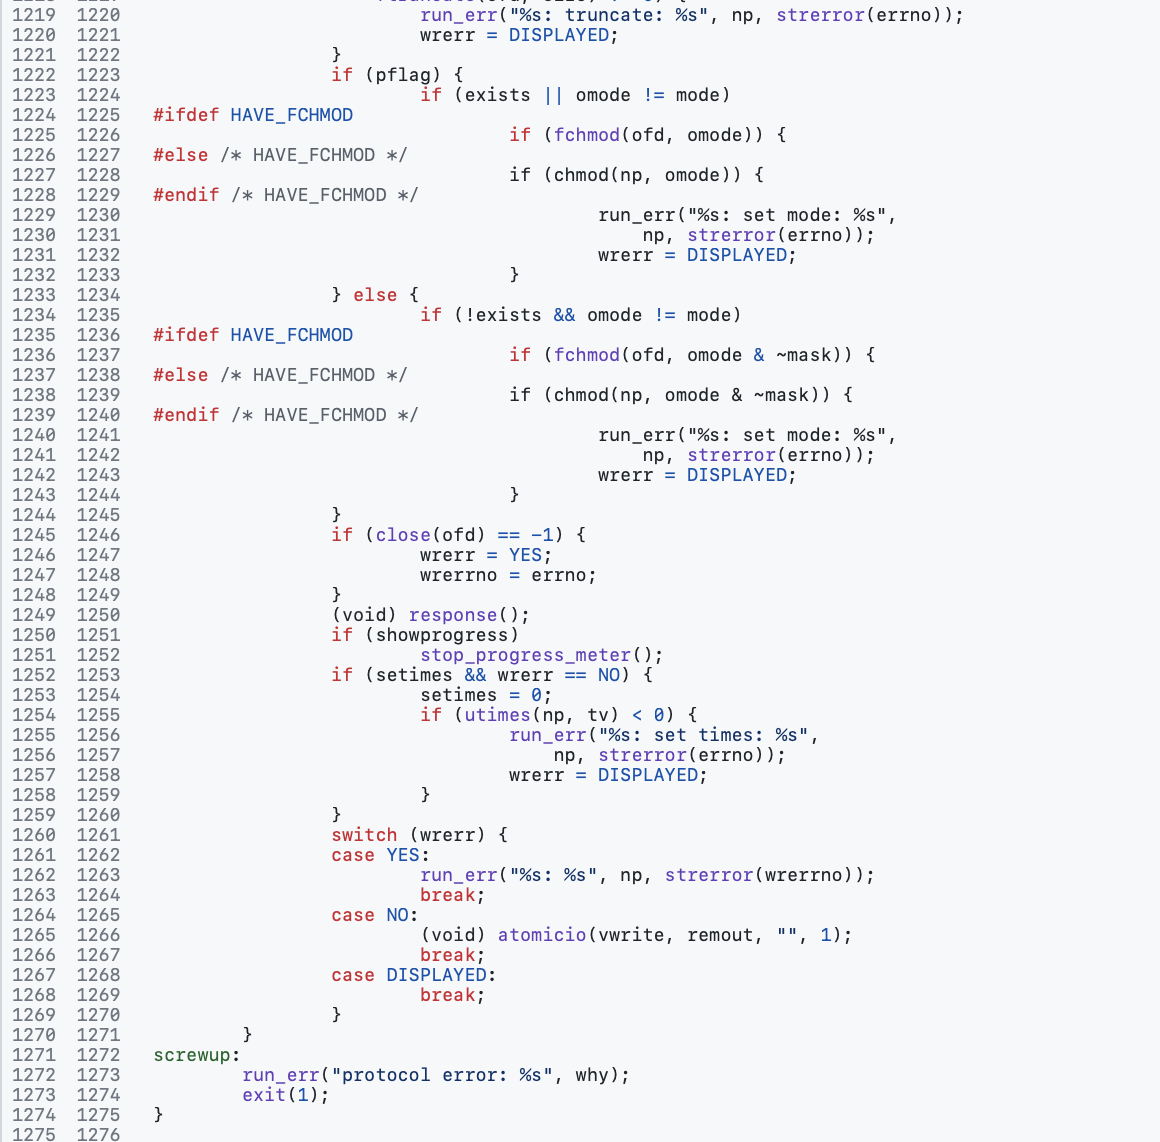 1219 1220 run_err("%s: truncate: %s", np, strerror(errno));
1220 1221 wrerr = DISPLAYED;
1221 1222 }
1222 1223 if (pflag) {
1223 1224 if (exists || omode != mode)
1224 1225 #ifdef HAVE_FCHMOD
1225 1226 if (fchmod(ofd, omode)) {
1226 1227 #else /* HAVE_FCHMOD */
1227 1228 if (chmod(np, omode)) {
1228 1229 #endif /* HAVE_FCHMOD */
1229 1230 run_err("%s: set mode: %s",
1230 1231 np, strerror(errno));
1231 1232 wrerr = DISPLAYED;
1232 1233 }
1233 1234 } else {
1234 1235 if (!exists && omode != mode)
1235 1236 #ifdef HAVE_FCHMOD
1236 1237 if (fchmod(ofd, omode & ~mask)) {
1237 1238 #else /* HAVE_FCHMOD */
1238 1239 if (chmod(np, omode & ~mask)) {
1239 1240 #endif /* HAVE_FCHMOD */
1240 1241 run_err("%s: set mode: %s",
1241 1242 np, strerror(errno));
1242 1243 wrerr = DISPLAYED;
1243 1244 }
1244 1245 }
1245 1246 if (close(ofd) == -1) {
1246 1247 wrerr = YES;
1247 1248 wrerrno = errno;
1248 1249 }
1249 1250 (void) response();
1250 1251 if (showprogress)
1251 1252 stop_progress_meter();
1252 1253 if (setimes && wrerr == NO) {
1253 1254 setimes = 0;
1254 1255 if (utimes(np, tv) < 0) {
1255 1256 run_err("%s: set times: %s",
1256 1257 np, strerror(errno));
1257 1258 wrerr = DISPLAYED;
1258 1259 }
1259 1260 }
1260 1261 switch (wrerr) {
1261 1262 case YES:
1262 1263 run_err("%s: %s", np, strerror(wrerrno));
1263 1264 break;
1264 1265 case NO:
1265 1266 (void) atomicio(vwrite, remout, "", 1);
1266 1267 break;
1267 1268 case DISPLAYED:
1268 1269 break;
1269 1270 }
1270 1271 }
1271 1272 screwup:
1272 1273 run_err("protocol error: %s", why);
1273 1274 exit(1);
1274 1275 }
1275 1276